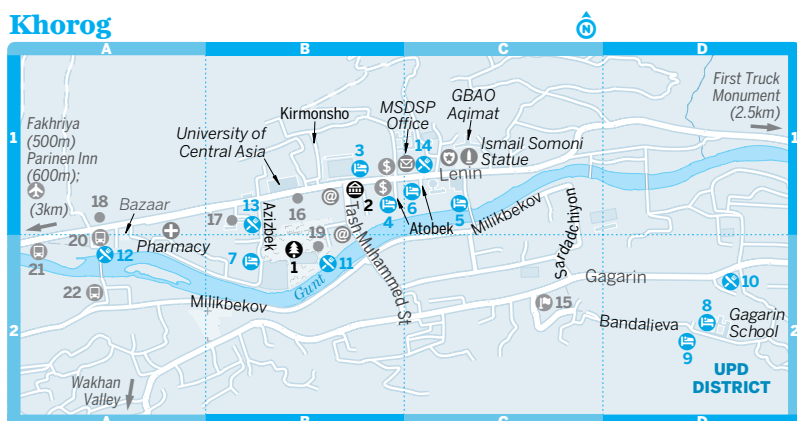 Khorog
N
A
B
C
D
1
First Truck
Monument
(2.5km)
Fakhriya
(500m)
Parinen Inn
(600m);
(3km)
Kirmonsho
MSDSP
Office
GBAO
Aqimat
University of
Central Asia
3
$
14
Ismail Somoni
Statue
Lenin
1
Bazaar
18
17
13
Azizbek
16
@
2
$
4
6
Atobek
5
Milikbekov
Sardadchiyon
20
Pharmacy
19
@
TashMuhammed St
21
12
7
1
11
Gunt
Gagarin
10
22
Milikbekov
15
8
Gagarin
School
Bandalieva
9
2
2
Wakhan
Valley
UPD
DISTRICT
A
B
C
D